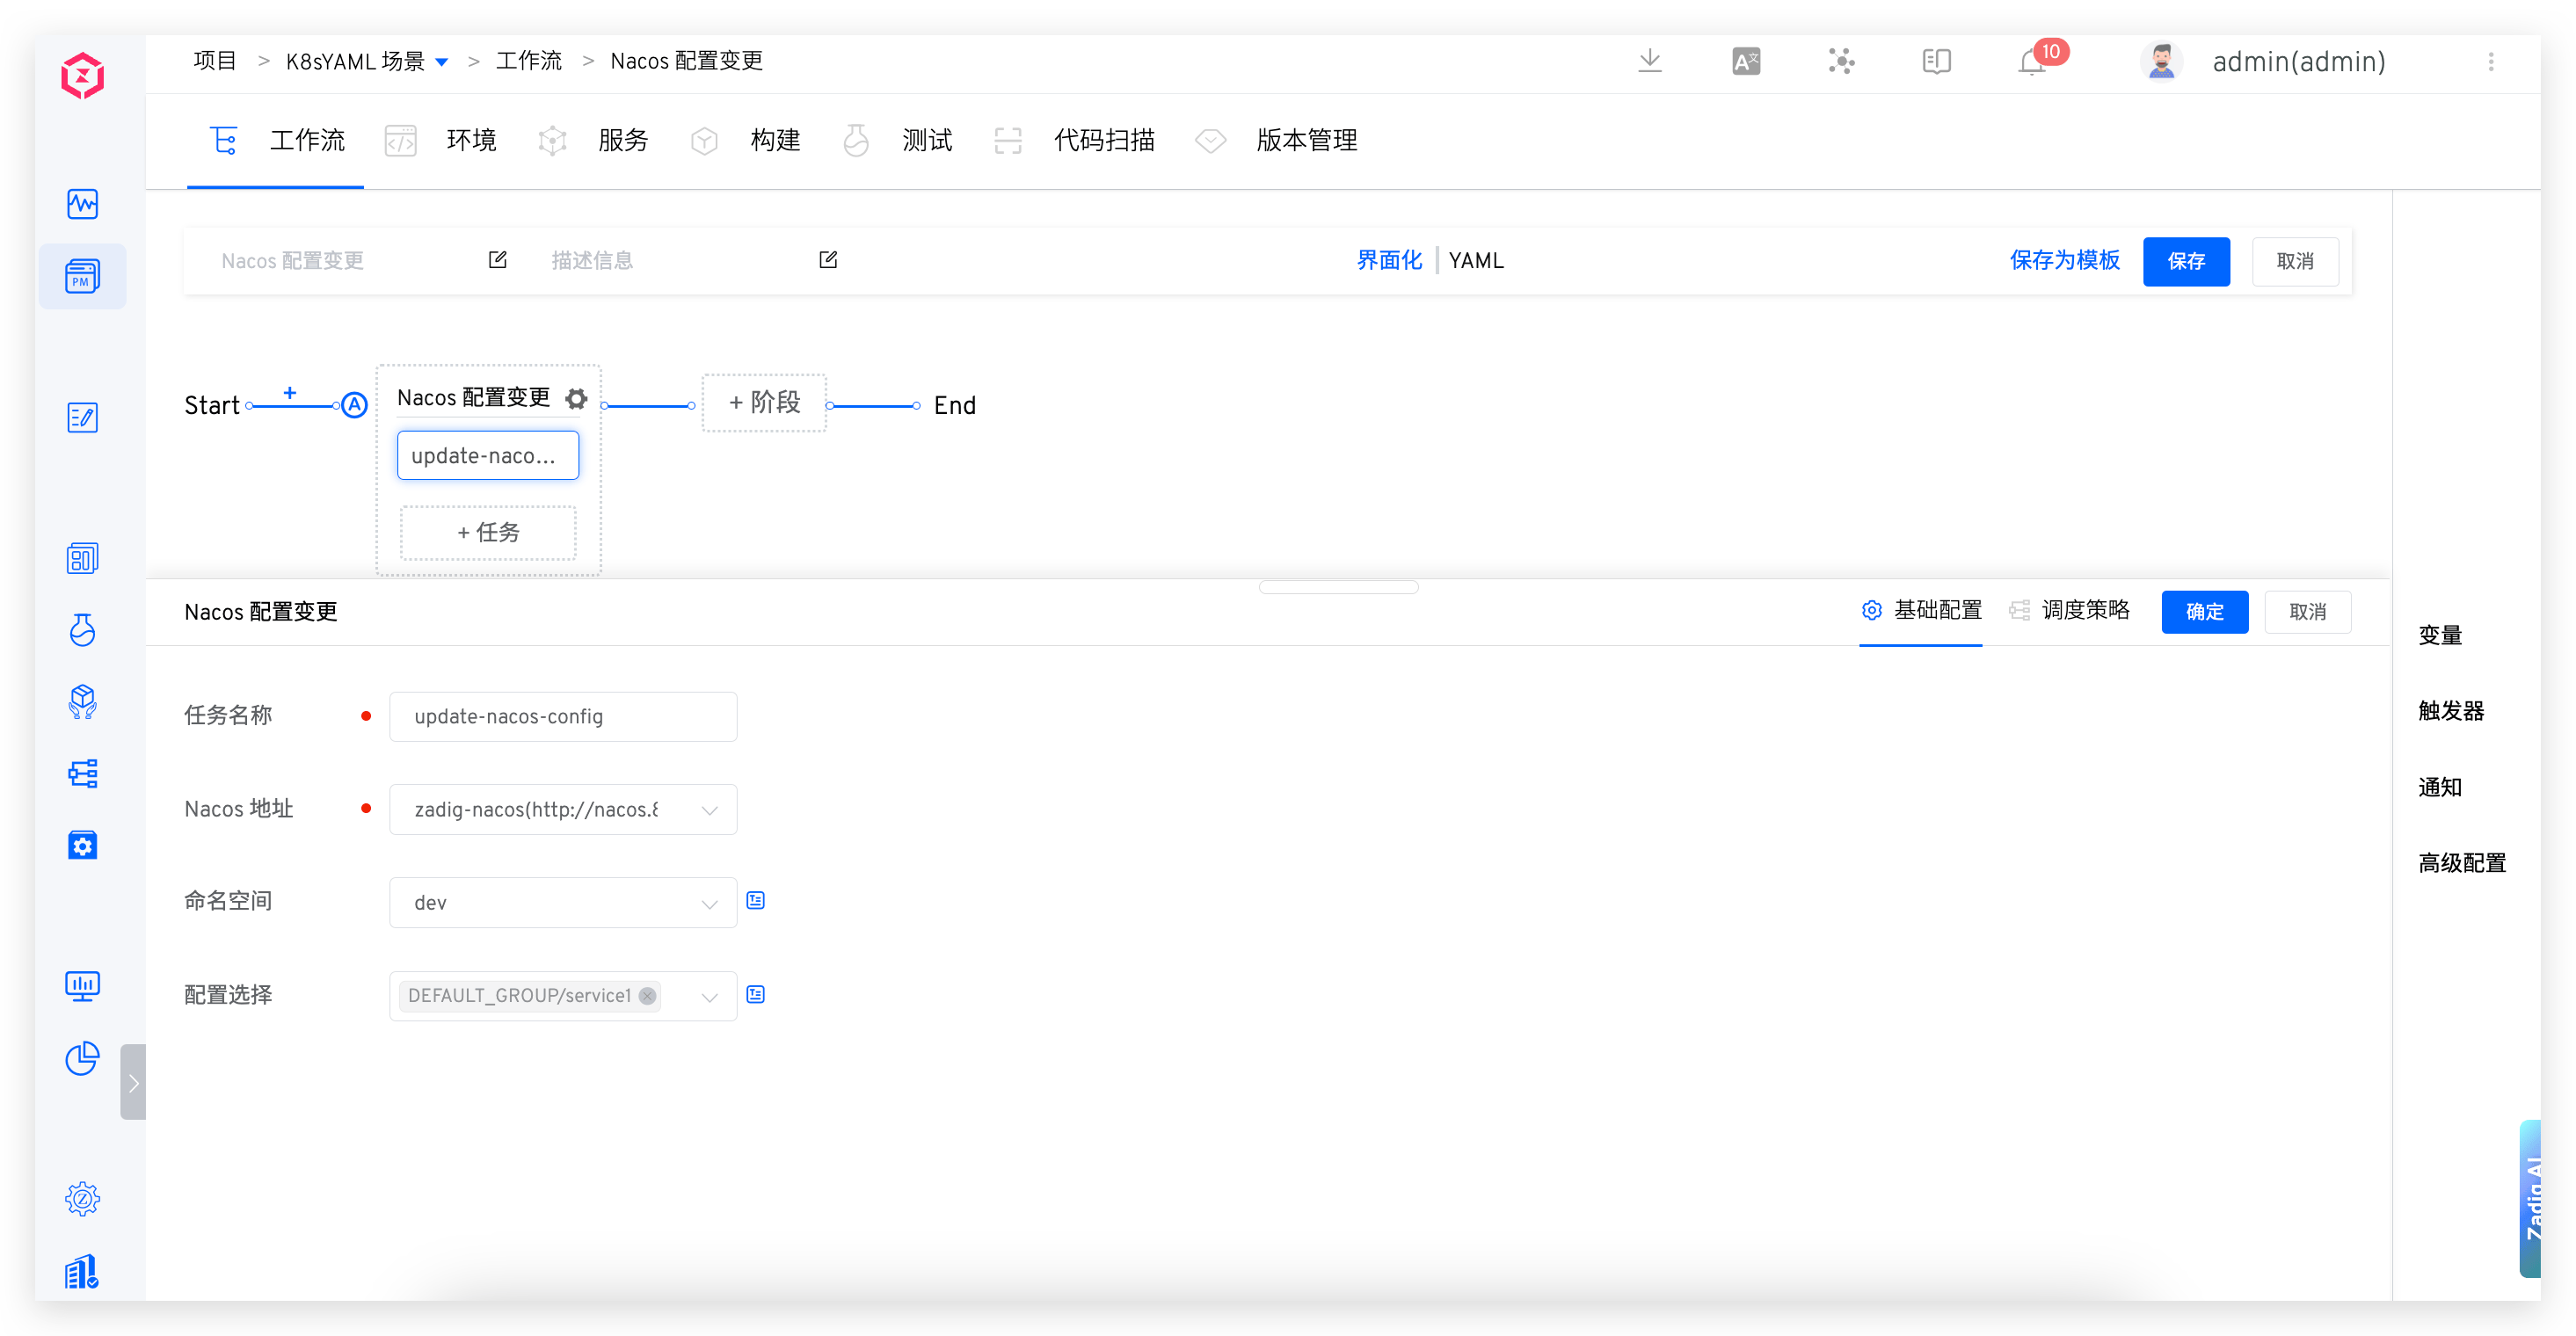 项目 > K8sYAML 场景 > 工作流 > Nacos 配置变更
10
admin(admin)
工作流 环境 服务 构建 测试 代码扫描 版本管理
Nacos 配置变更 描述信息 界面化 YAML 保存为模板 保存 取消
Start + A Nacos 配置变更 + 阶段 End
update-naco...
+ 任务
Nacos 配置变更 基础配置 调度策略 确定 取消
任务名称 update-nacos-config
Nacos 地址 zadig-nacos(http://nacos.
命名空间 dev
配置选择 DEFAULT_GROUP/service1
变量
触发器
通知
高级配置
PM
Zadig AI